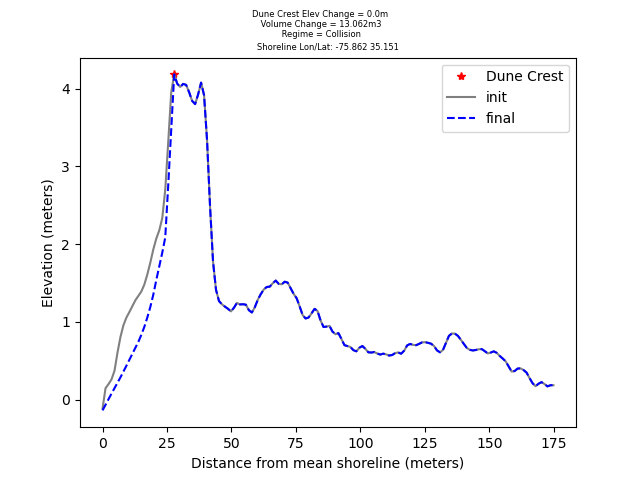 Dune Crest Elev Change = 0.0m
Volume Change = 13.062m3
Regime = Collision
Shoreline Lon/Lat: -75.862 35.151
Dune Crest
init
final
4
3
2
1
0
Elevation (meters)
0 25 50 75 100 125 150 175
Distance from mean shoreline (meters)